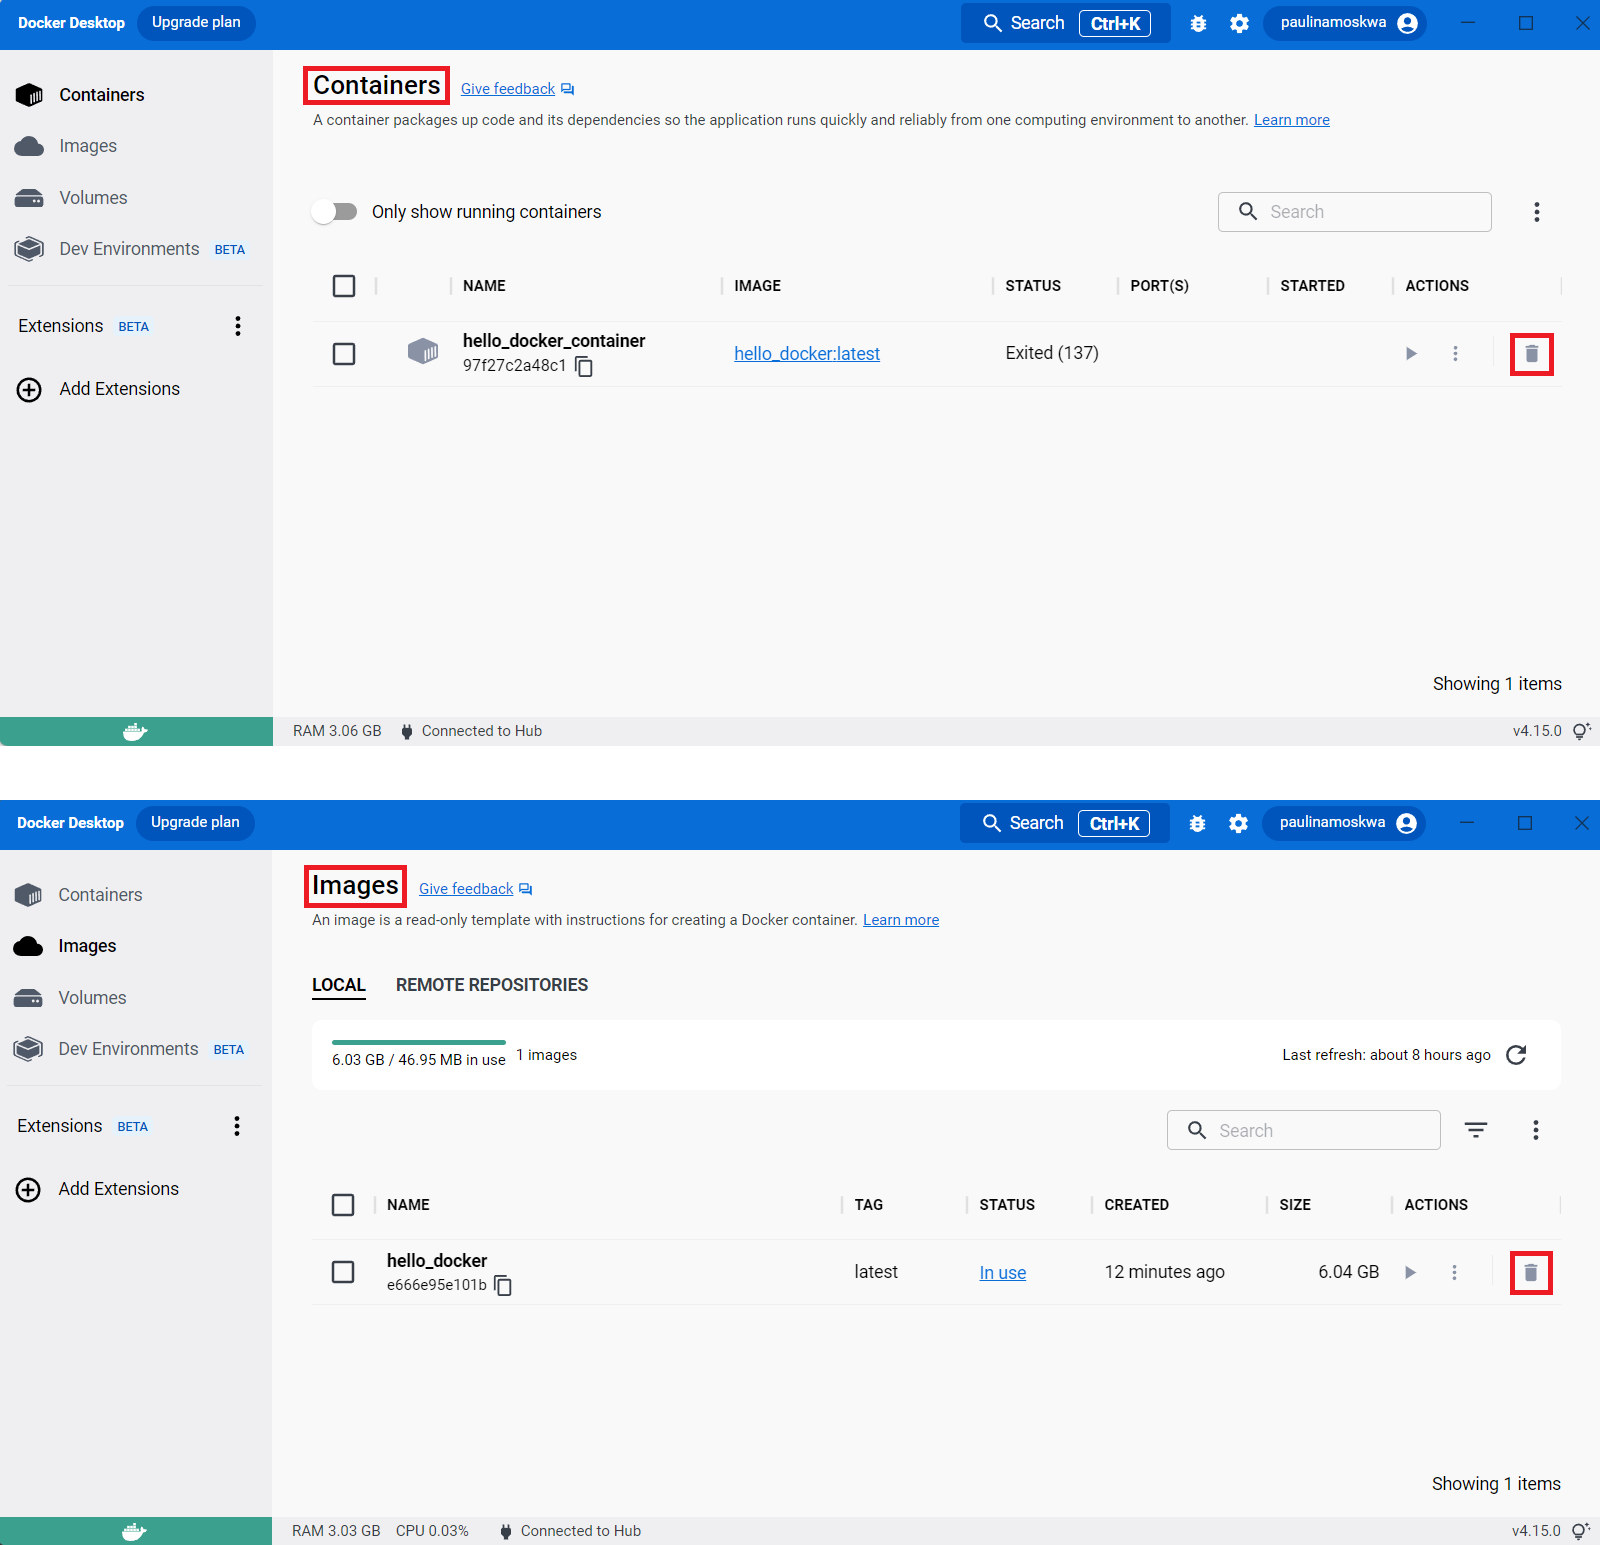 Docker Desktop Upgrade plan Search Ctrl+K paulinamoskwa
Containers
Images
Volumes
Dev Environments BETA
Extensions BETA
Add Extensions
Containers Give feedback
A container packages up code and its dependencies so the application runs quickly and reliably from one computing environment to another. Learn more
Only show running containers
Search
NAME IMAGE STATUS PORT(S) STARTED ACTIONS
hello_docker_container
97f27c2a48c1
hello_docker:latest Exited (137)
Showing 1 items
RAM 3.06 GB Connected to Hub v4.15.0
Docker Desktop Upgrade plan Search Ctrl+K paulinamoskwa
Containers
Images
Volumes
Dev Environments BETA
Extensions BETA
Add Extensions
Images Give feedback
An image is a read-only template with instructions for creating a Docker container. Learn more
LOCAL REMOTE REPOSITORIES
6.03 GB / 46.95 MB in use 1 images Last refresh: about 8 hours ago
Search
NAME TAG STATUS CREATED SIZE ACTIONS
hello_docker
e666e95e101b
latest In use 12 minutes ago 6.04 GB
Showing 1 items
RAM 3.03 GB CPU 0.03% Connected to Hub v4.15.0